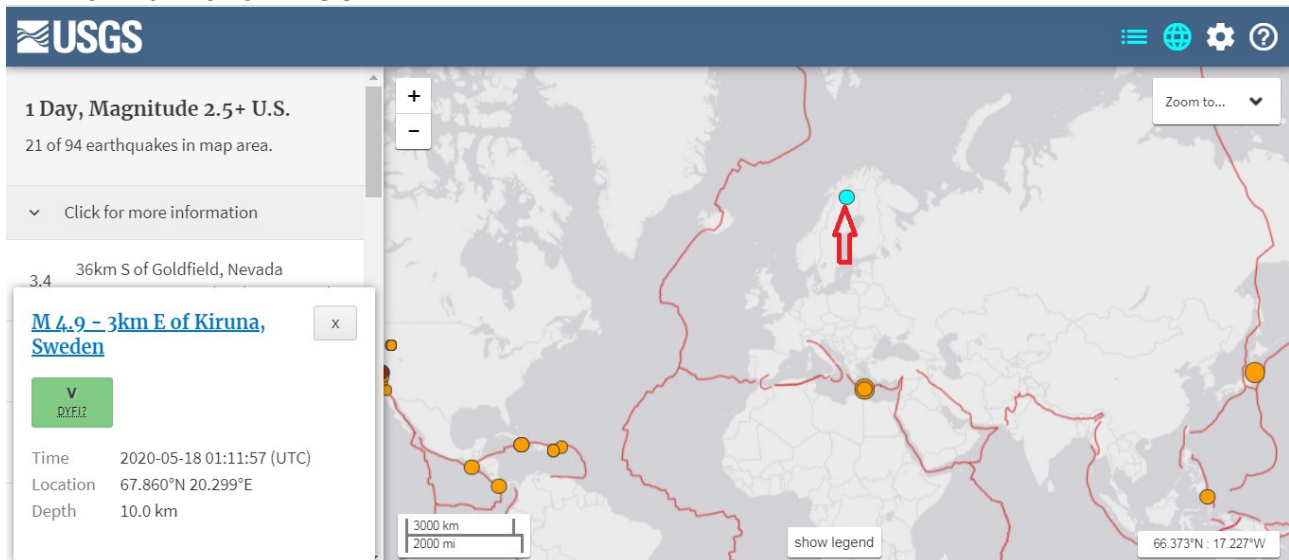 USGS
1 Day, Magnitude 2.5+ U.S.
21 of 94 earthquakes in map area.
Click for more information
36km S of Goldfield, Nevada
3.4
M 4.9 - 3km E of Kiruna,
Sweden
x
V
DYFI?
Time 2020-05-18 01:11:57 (UTC)
Location 67.860°N 20.299°E
Depth 10.0 km
+
−
Zoom to...
3000 km
2000 mi
show legend
66.373°N : 17.227°W